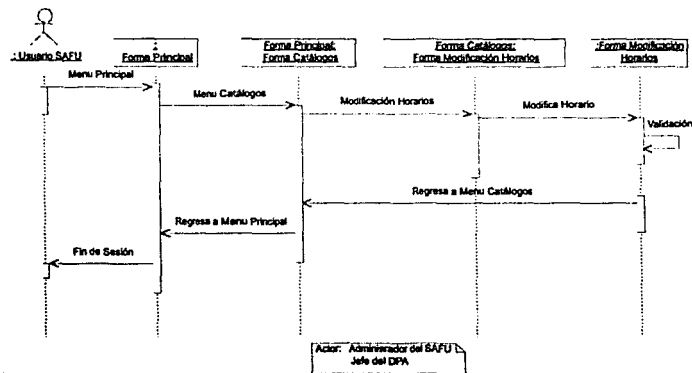 : Usuario SAFU
: Forma Principal
Forma Principal:
Forma Catálogos
Forma Catálogos:
Forma Modificación Horarios
:Forma Modificación
Horarios
Menu Principal
Menu Catálogos
Modificación Horarios
Modifica Horario
Validación
Regresa a Menu Catálogos
Regresa a Menu Principal
Fin de Sesión
Actor: Administrador del SAFU
Jefe del DPA